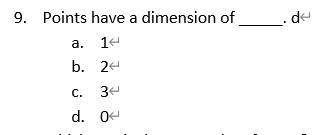 9. Points have a dimension of _____. d↵
a. 1↵
b. 2↵
c. 3↵
d. 0↵